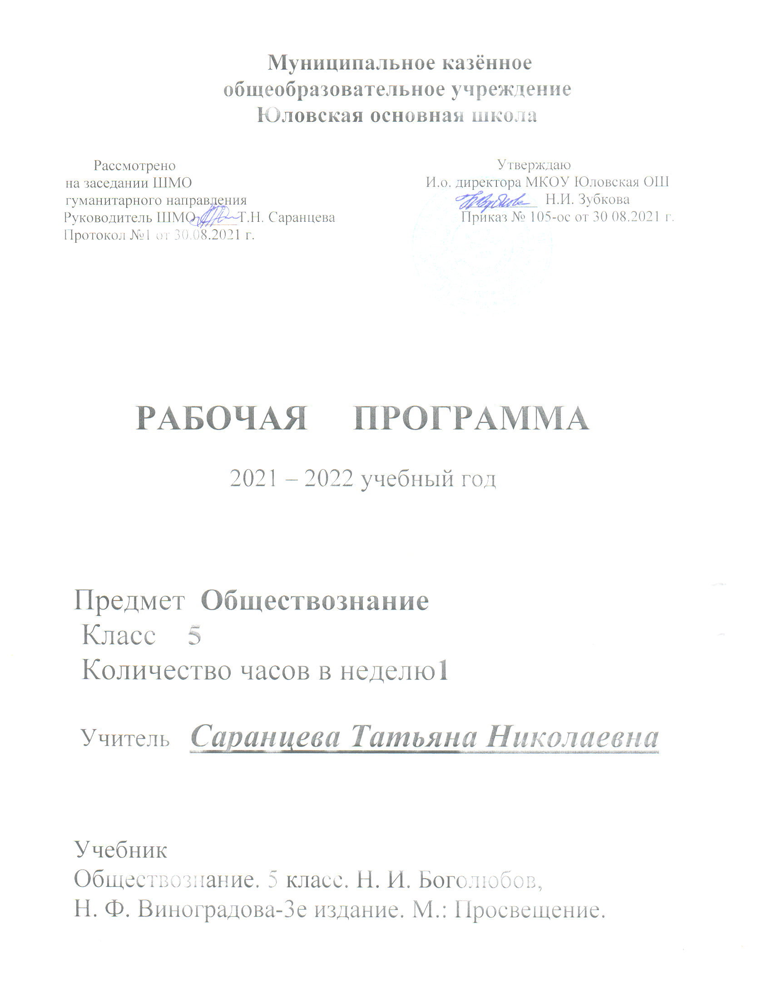 Муниципальное казённое
общеобразовательное учреждение
Юловская основная школа
Рассмотрено
на заседании ШМО
гуманитарного направления
Руководитель ШМО ____Т.Н. Саранцева
Протокол №1 от 30.08.2021 г.
Утверждаю
И.о. директора МКОУ Юловская ОШ
Н.И. Зубкова
Приказ № 105-ос от 30 08.2021 г.
РАБОЧАЯ ПРОГРАММА
2021 – 2022 учебный год
Предмет Обществознание
Класс 5
Количество часов в неделю1
Учитель Саранцева Татьяна Николаевна
Учебник
Обществознание. 5 класс. Н. И. Боголюбов,
Н. Ф. Виноградова-3е издание. М.: Просвещение.